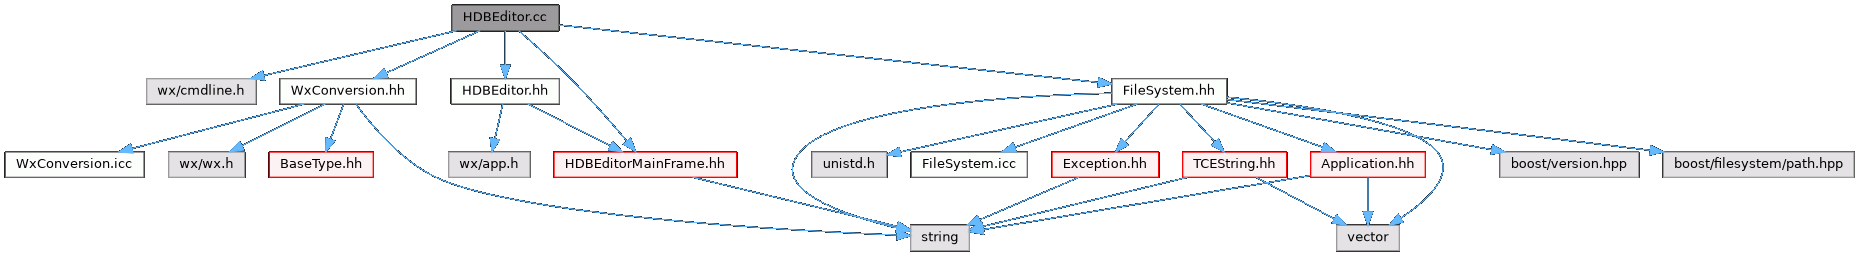 HDBEditor.cc
wx/cmdline.h
WxConversion.hh
HDBEditor.hh
FileSystem.hh
WxConversion.icc
wx/wx.h
BaseType.hh
wx/app.h
HDBEditorMainFrame.hh
unistd.h
FileSystem.icc
Exception.hh
TCEString.hh
Application.hh
boost/version.hpp
boost/filesystem/path.hpp
string
vector